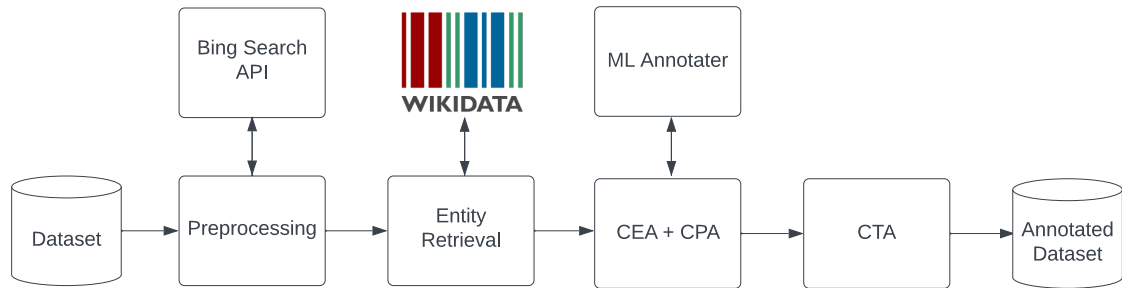 Bing Search
API
WIKIDATA
ML Annotater
Dataset
Preprocessing
Entity
Retrieval
CEA + CPA
CTA
Annotated
Dataset